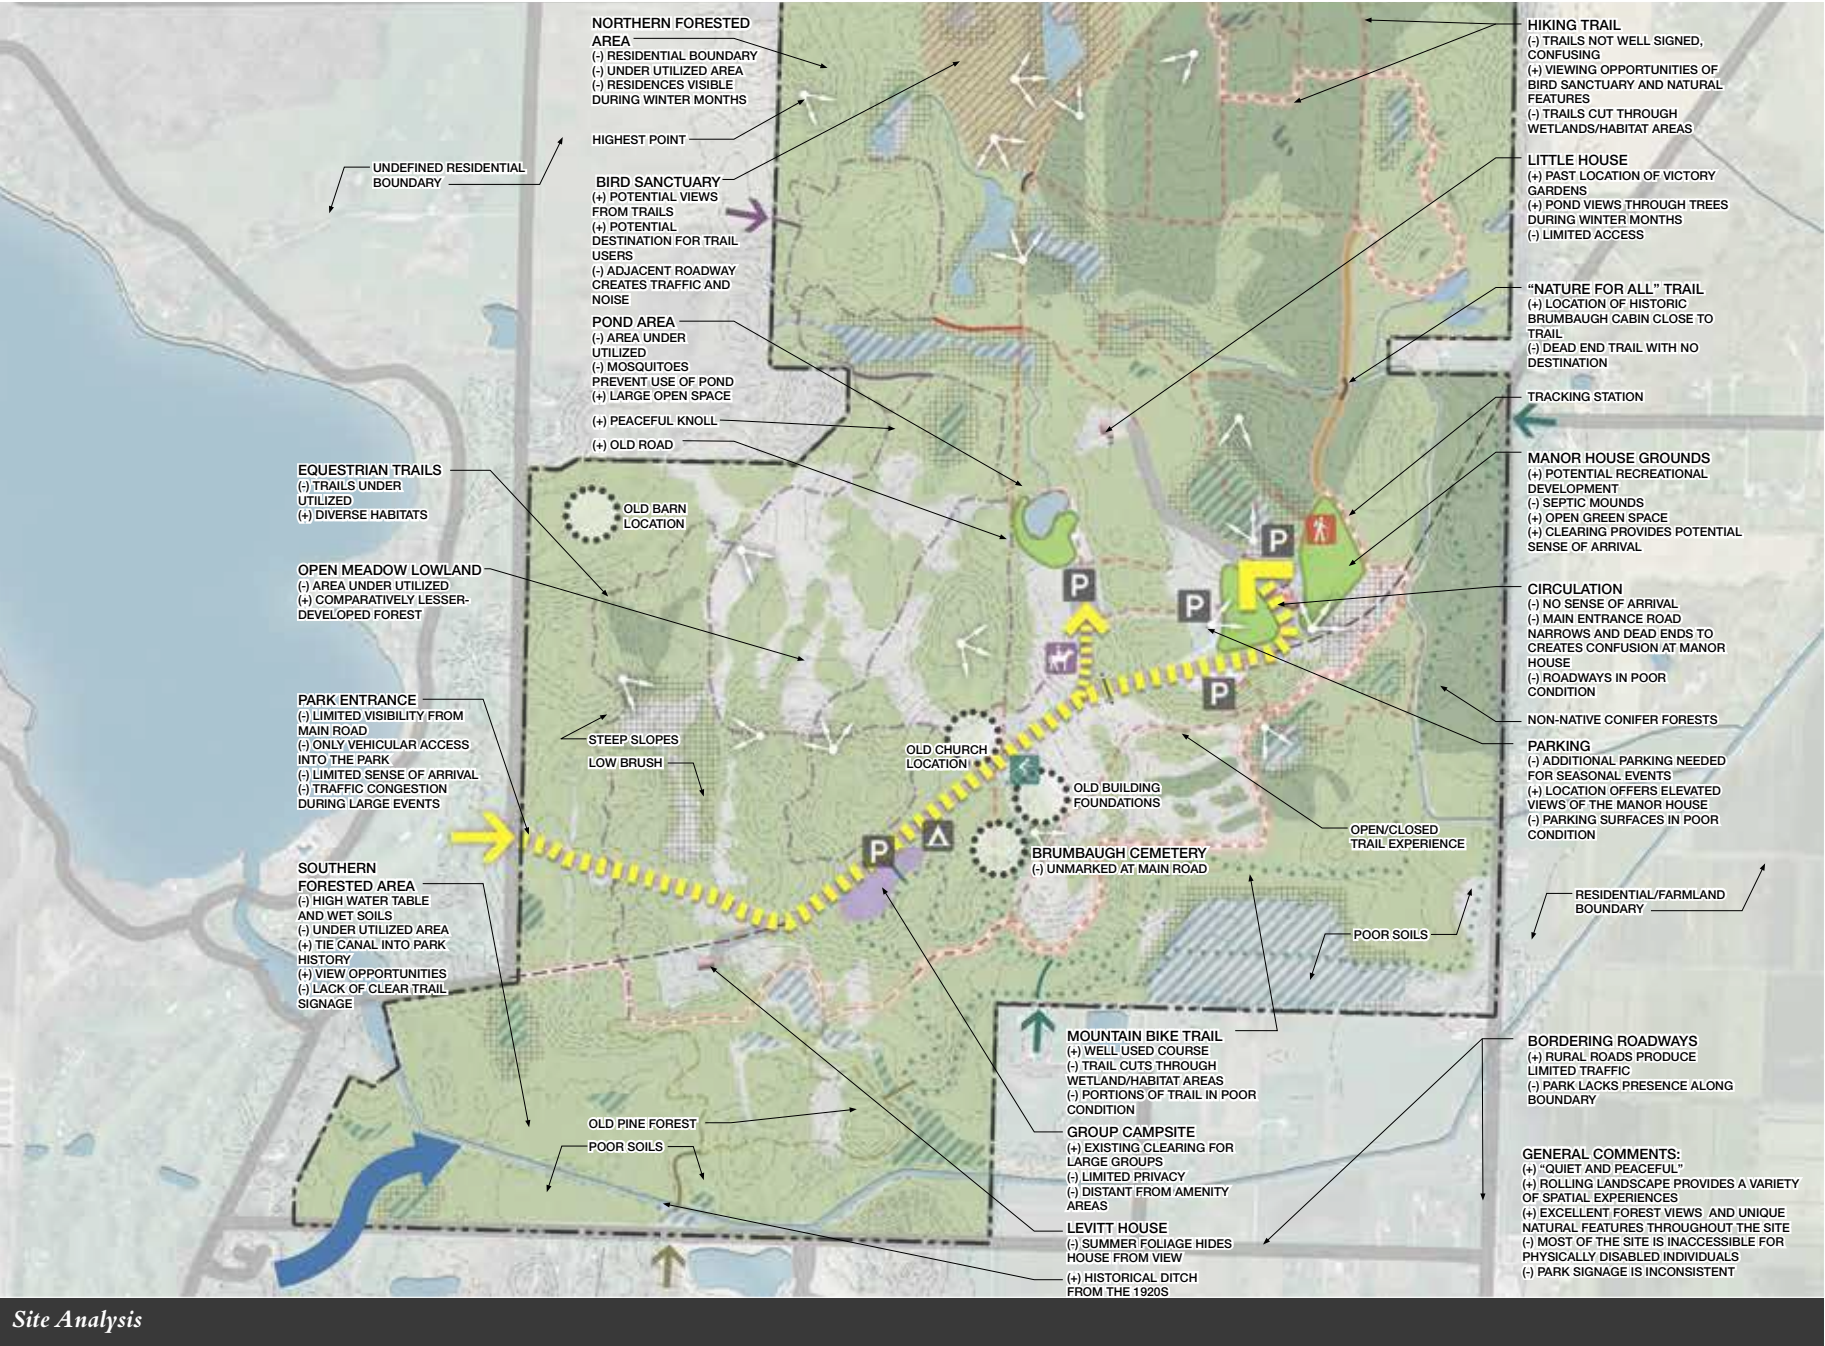 NORTHERN FORESTED
AREA
(-) RESIDENTIAL BOUNDARY
(-) UNDER UTILIZED AREA
(-) RESIDENCES VISIBLE
DURING WINTER MONTHS
HIGHEST POINT
UNDEFINED RESIDENTIAL
BOUNDARY
BIRD SANCTUARY
(+) POTENTIAL VIEWS
FROM TRAILS
(+) POTENTIAL
DESTINATION FOR TRAIL
USERS
(-) ADJACENT ROADWAY
CREATES TRAFFIC AND
NOISE
POND AREA
(-) AREA UNDER
UTILIZED
(-) MOSQUITOES
PREVENT USE OF POND
(+) LARGE OPEN SPACE
(+) PEACEFUL KNOLL
(+) OLD ROAD
EQUESTRIAN TRAILS
(-) TRAILS UNDER
UTILIZED
(+) DIVERSE HABITATS
OLD BARN
LOCATION
OPEN MEADOW LOWLAND
(-) AREA UNDER UTILIZED
(+) COMPARATIVELY LESSER-
DEVELOPED FOREST
PARK ENTRANCE
(-) LIMITED VISIBILITY FROM
MAIN ROAD
(-) ONLY VEHICULAR ACCESS
INTO THE PARK
(-) LIMITED SENSE OF ARRIVAL
(-) TRAFFIC CONGESTION
DURING LARGE EVENTS
STEEP SLOPES
LOW BRUSH
SOUTHERN
FORESTED AREA
(-) HIGH WATER TABLE
AND WET SOILS
(-) UNDER UTILIZED AREA
(+) TIE CANAL INTO PARK
HISTORY
(+) VIEW OPPORTUNITIES
(-) LACK OF CLEAR TRAIL
SIGNAGE
OLD PINE FOREST
POOR SOILS
P
P
P
P
P
OLD CHURCH
LOCATION
OLD BUILDING
FOUNDATIONS
BRUMBAUGH CEMETERY
(-) UNMARKED AT MAIN ROAD
OPEN/CLOSED
TRAIL EXPERIENCE
POOR SOILS
MOUNTAIN BIKE TRAIL
(+) WELL USED COURSE
(-) TRAIL CUTS THROUGH
WETLAND/HABITAT AREAS
(-) PORTIONS OF TRAIL IN POOR
CONDITION
GROUP CAMPSITE
(+) EXISTING CLEARING FOR
LARGE GROUPS
(-) LIMITED PRIVACY
(-) DISTANT FROM AMENITY
AREAS
LEVITT HOUSE
(-) SUMMER FOLIAGE HIDES
HOUSE FROM VIEW
(+) HISTORICAL DITCH
FROM THE 1920S
HIKING TRAIL
(-) TRAILS NOT WELL SIGNED,
CONFUSING
(+) VIEWING OPPORTUNITIES OF
BIRD SANCTUARY AND NATURAL
FEATURES
(-) TRAILS CUT THROUGH
WETLANDS/HABITAT AREAS
LITTLE HOUSE
(+) PAST LOCATION OF VICTORY
GARDENS
(+) POND VIEWS THROUGH TREES
DURING WINTER MONTHS
(-) LIMITED ACCESS
“NATURE FOR ALL” TRAIL
(+) LOCATION OF HISTORIC
BRUMBAUGH CABIN CLOSE TO
TRAIL
(-) DEAD END TRAIL WITH NO
DESTINATION
TRACKING STATION
MANOR HOUSE GROUNDS
(+) POTENTIAL RECREATIONAL
DEVELOPMENT
(-) SEPTIC MOUNDS
(+) OPEN GREEN SPACE
(+) CLEARING PROVIDES POTENTIAL
SENSE OF ARRIVAL
CIRCULATION
(-) NO SENSE OF ARRIVAL
(-) MAIN ENTRANCE ROAD
NARROWS AND DEAD ENDS TO
CREATES CONFUSION AT MANOR
HOUSE
(-) ROADWAYS IN POOR
CONDITION
NON-NATIVE CONIFER FORESTS
PARKING
(-) ADDITIONAL PARKING NEEDED
FOR SEASONAL EVENTS
(+) LOCATION OFFERS ELEVATED
VIEWS OF THE MANOR HOUSE
(-) PARKING SURFACES IN POOR
CONDITION
RESIDENTIAL/FARMLAND
BOUNDARY
BORDERING ROADWAYS
(+) RURAL ROADS PRODUCE
LIMITED TRAFFIC
(-) PARK LACKS PRESENCE ALONG
BOUNDARY
GENERAL COMMENTS:
(+) “QUIET AND PEACEFUL”
(+) ROLLING LANDSCAPE PROVIDES A VARIETY
OF SPATIAL EXPERIENCES
(+) EXCELLENT FOREST VIEWS AND UNIQUE
NATURAL FEATURES THROUGHOUT THE SITE
(-) MOST OF THE SITE IS INACCESSIBLE FOR
PHYSICALLY DISABLED INDIVIDUALS
(-) PARK SIGNAGE IS INCONSISTENT
Site Analysis